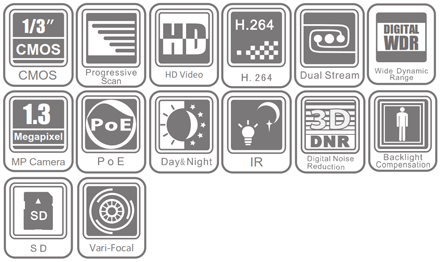 1/3″
CMOS
CMOS
Progressive
Scan
HD
HD Video
H.264
H. 264
Dual Stream
DIGITAL
WDR
Wide Dynamic
Range
1.3
Megapixel
MP Camera
PoE
P o E
Day&Night
IR
3D
DNR
Digital Noise
Reduction
Backlight
Compensation
SD
S D
Vari-Focal